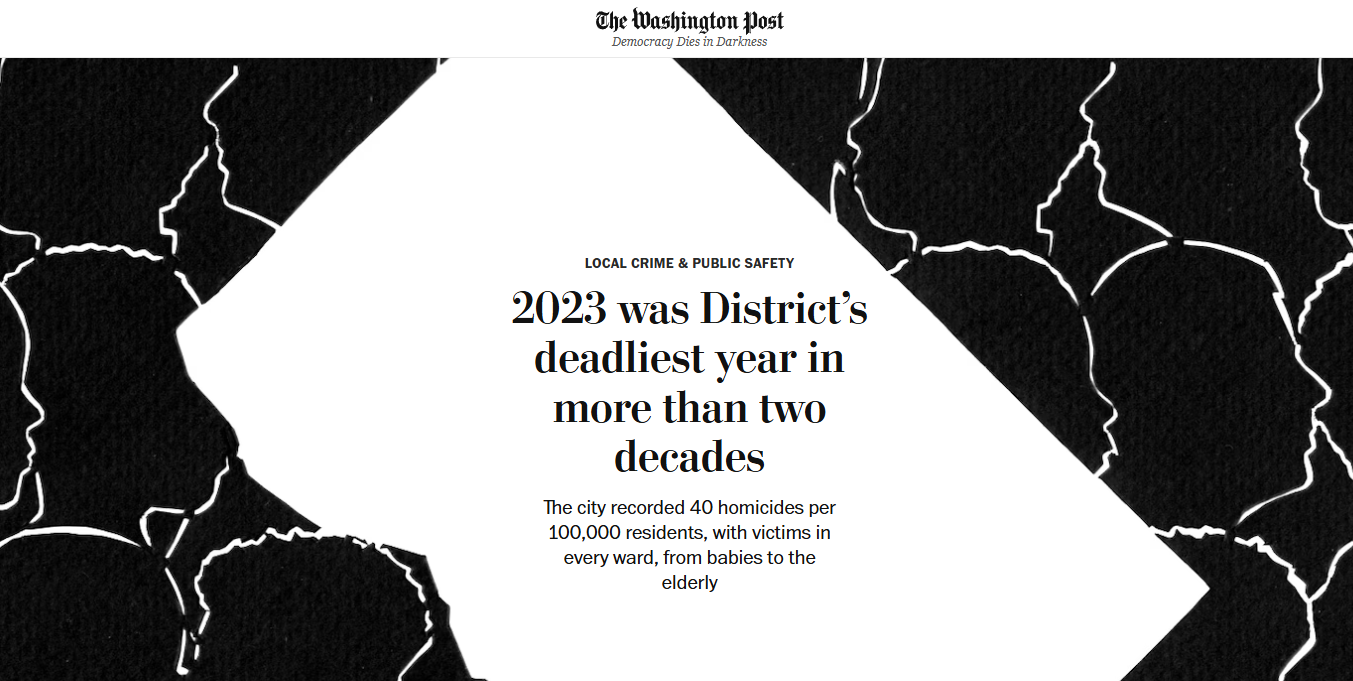 The Washington Post
Democracy Dies in Darkness
LOCAL CRIME & PUBLIC SAFETY
2023 was District’s
deadliest year in
more than two
decades
The city recorded 40 homicides per
100,000 residents, with victims in
every ward, from babies to the
elderly